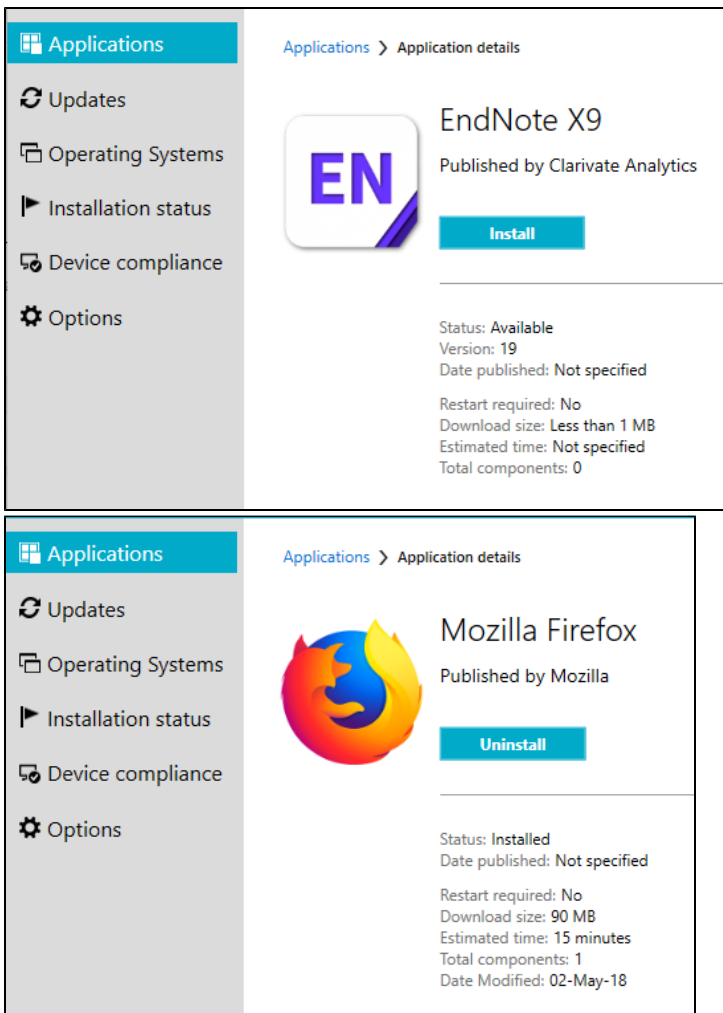 Applications
Updates
Operating Systems
Installation status
Device compliance
Options
Applications > Application details
EN
EndNote X9
Published by Clarivate Analytics
Install
Status: Available
Version: 19
Date published: Not specified
Restart required: No
Download size: Less than 1 MB
Estimated time: Not specified
Total components: 0
Applications
Updates
Operating Systems
Installation status
Device compliance
Options
Applications > Application details
Mozilla Firefox
Published by Mozilla
Uninstall
Status: Installed
Date published: Not specified
Restart required: No
Download size: 90 MB
Estimated time: 15 minutes
Total components: 1
Date Modified: 02-May-18